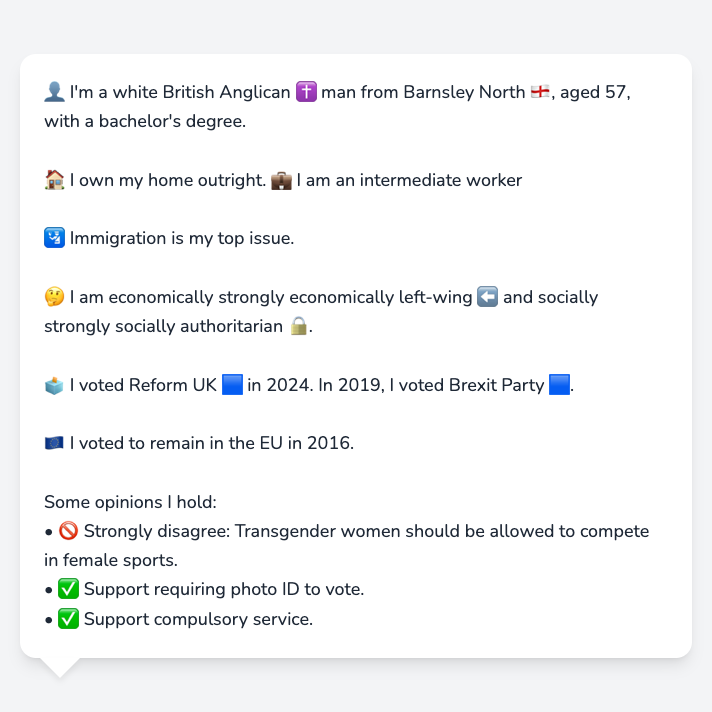 👤 I'm a white British Anglican ✝️ man from Barnsley North 🏴󠁧󠁢󠁥󠁮󠁧󠁿, aged 57,
with a bachelor's degree.
🏠 I own my home outright. 💼 I am an intermediate worker
🛂 Immigration is my top issue.
🤔 I am economically strongly economically left-wing ⬅️ and socially
strongly socially authoritarian 🔒.
🗳️ I voted Reform UK 🟦 in 2024. In 2019, I voted Brexit Party 🟦.
🇪🇺 I voted to remain in the EU in 2016.
Some opinions I hold:
• 🚫 Strongly disagree: Transgender women should be allowed to compete
in female sports.
• ✅ Support requiring photo ID to vote.
• ✅ Support compulsory service.